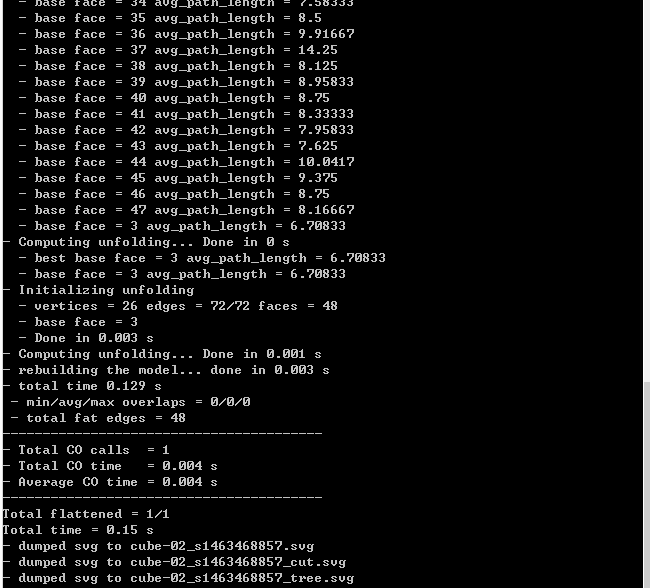 - base face = 34 avg_path_length = 7.58333
- base face = 35 avg_path_length = 8.5
- base face = 36 avg_path_length = 9.91667
- base face = 37 avg_path_length = 14.25
- base face = 38 avg_path_length = 8.125
- base face = 39 avg_path_length = 8.95833
- base face = 40 avg_path_length = 8.75
- base face = 41 avg_path_length = 8.33333
- base face = 42 avg_path_length = 7.95833
- base face = 43 avg_path_length = 7.625
- base face = 44 avg_path_length = 10.0417
- base face = 45 avg_path_length = 9.375
- base face = 46 avg_path_length = 8.75
- base face = 47 avg_path_length = 8.16667
- base face = 3 avg_path_length = 6.70833
- Computing unfolding... Done in 0 s
- best base face = 3 avg_path_length = 6.70833
- base face = 3 avg_path_length = 6.70833
- Initializing unfolding
- vertices = 26 edges = 72/72 faces = 48
- base face = 3
- Done in 0.003 s
- Computing unfolding... Done in 0.001 s
- rebuilding the model... done in 0.003 s
- total time 0.129 s
- min/avg/max overlaps = 0/0/0
- total fat edges = 48
----------------------------------------
- Total CO calls  = 1
- Total CO time   = 0.004 s
- Average CO time = 0.004 s
----------------------------------------
Total flattened = 1/1
Total time = 0.15 s
- dumped svg to cube-02_s1463468857.svg
- dumped svg to cube-02_s1463468857_cut.svg
- dumped svg to cube-02_s1463468857_tree.svg